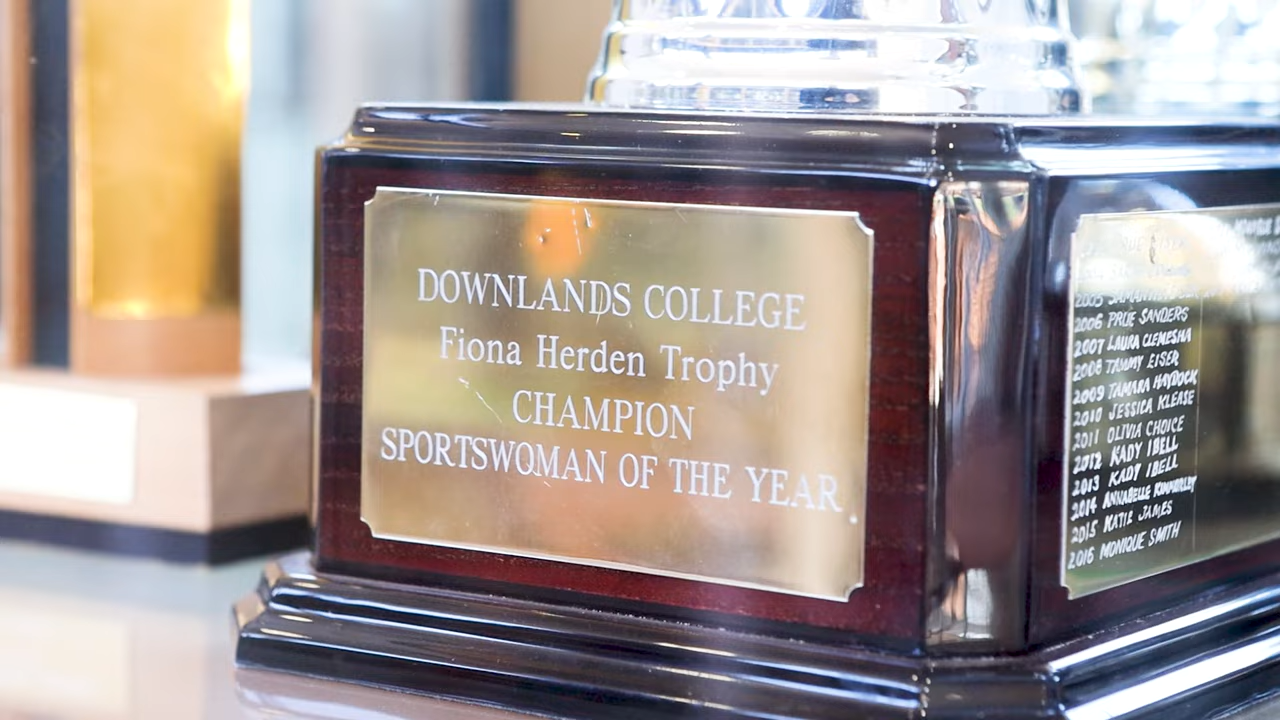 DOWNLANDS COLLEGE
Fiona Herden Trophy
CHAMPION
SPORTSWOMAN OF THE YEAR
2005
2006 PRUE SANDERS
2007 LAURA CLEMESHA
2008 TAMMY EISER
2009 TAMARA HAYDOCK
2010 JESSICA KLEASE
2011 OLIVIA CHOICE
2012 KADY IBELL
2013 KADY IBELL
2014 ANNABELLE
2015 KATIE JAMES
2016 MONIQUE SMITH